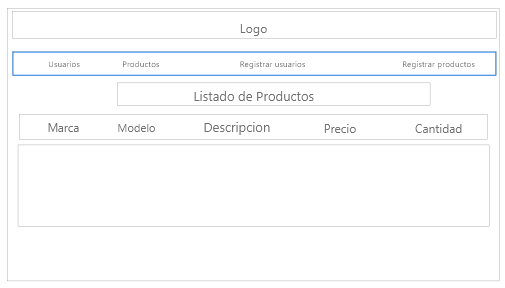 Logo
Usuarios Productos Registrar usuarios Registrar productos
Listado de Productos
Marca Modelo Descripcion Precio Cantidad